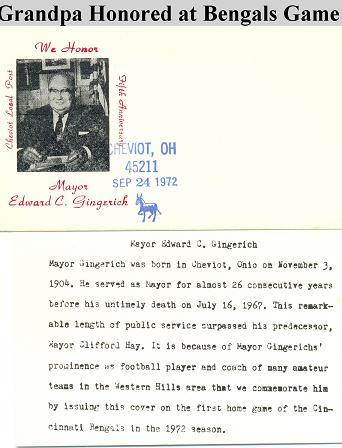 Grandpa Honored at Bengals Game
We Honor
Cheviot Local Post
Fifth Anniversary
CHEVIOT, OH
45211
SEP 24 1972
Mayor
Edward C. Gingerich
Mayor Edward C. Gingerich
Mayor Gingerich was born in Cheviot, Ohio on November 3,
1904. He served as Mayor for almost 26 consecutive years
before his untimely death on July 16, 1967. This remark-
able length of public service surpassed his predecessor,
Mayor Clifford Hay. It is because of Mayor Gingerichs'
prominence as football player and coach of many amateur
teams in the Western Hills area that we commemorate him
by issuing this cover on the first home game of the Cin-
cinnati Bengals in the 1972 season.